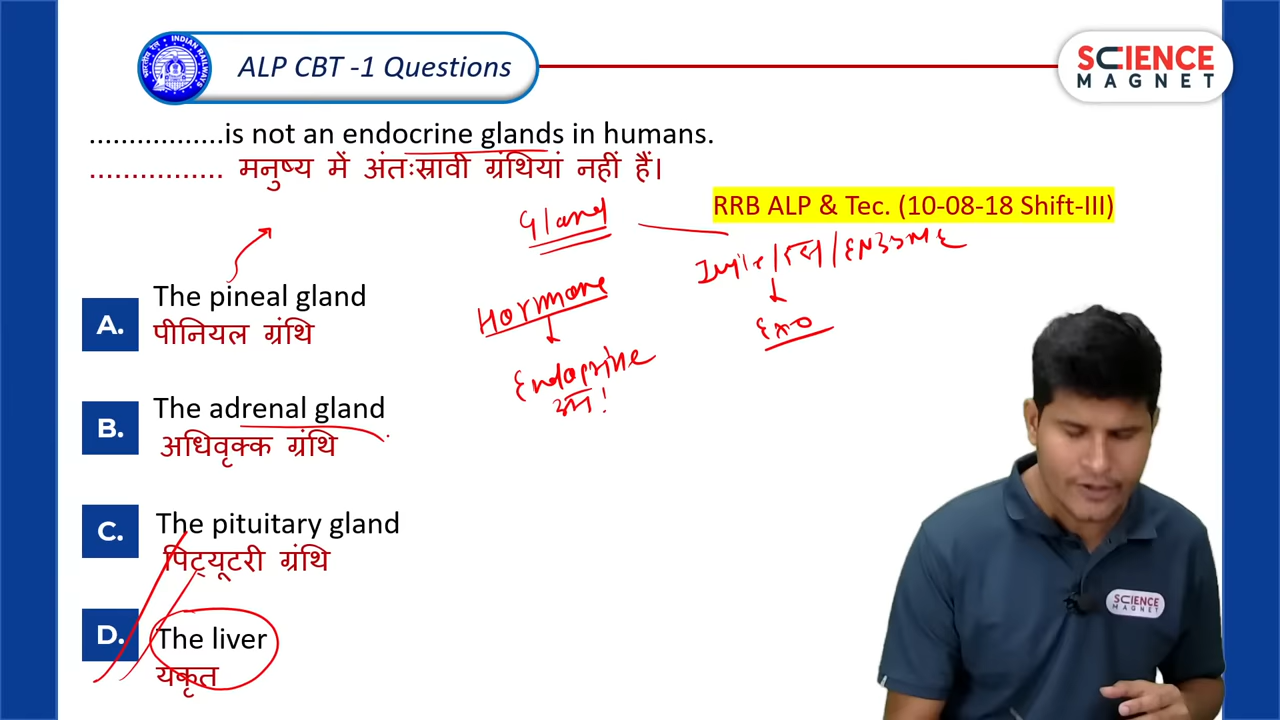 INDIAN RAILWAYS
ALP CBT -1 Questions
SCIENCE
MAGNET
.................is not an endocrine glands in humans.
................ मनुष्य में अंतःस्रावी ग्रंथियां नहीं हैं।
RRB ALP & Tec. (10-08-18 Shift-III)
Gland
Hormone
Exo
A.
The pineal gland
पीनियल ग्रंथि
B.
The adrenal gland
अधिवृक्क ग्रंथि
C.
The pituitary gland
पिट्यूटरी ग्रंथि
D.
The liver
यकृत
SCIENCE
MAGNET